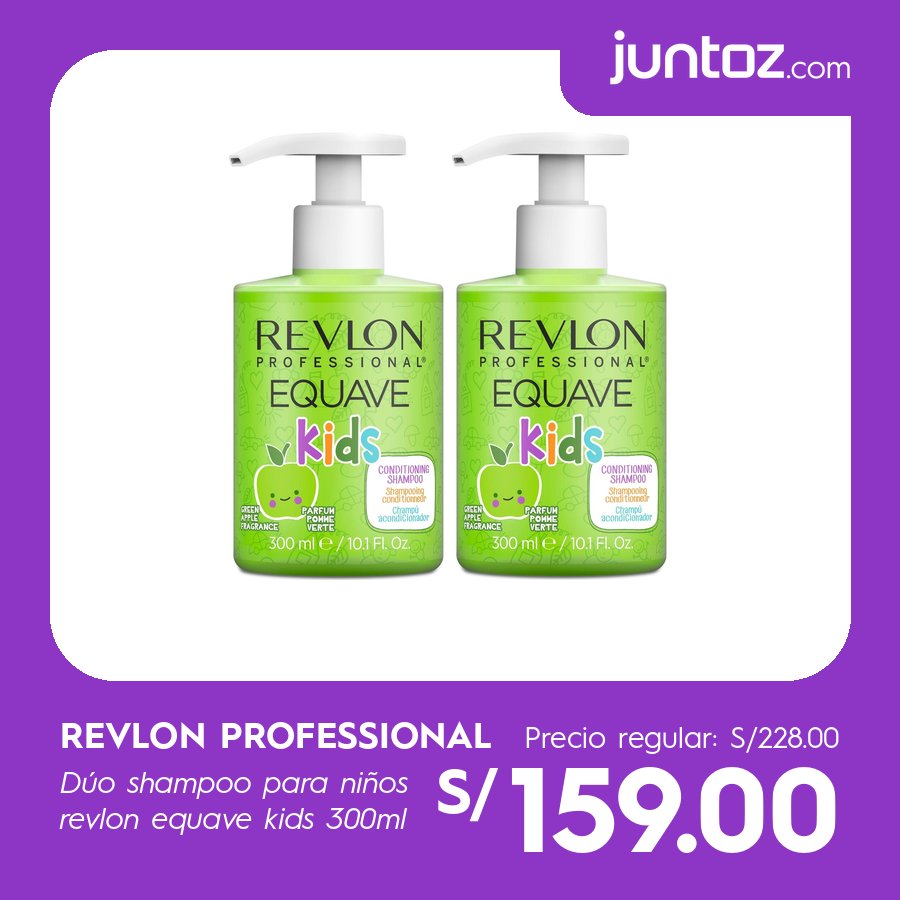 juntoz.com
REVLON
PROFESSIONAL®
EQUAVE
kids
CONDITIONING
SHAMPOO
Shampooing
conditionneur
Champú
acondicionador
GREEN
APPLE
FRAGRANCE
PARFUM
POMME
VERTE
300 ml ℮ / 10.1 Fl. Oz.
REVLON
PROFESSIONAL®
EQUAVE
kids
CONDITIONING
SHAMPOO
Shampooing
conditionneur
Champú
acondicionador
GREEN
APPLE
FRAGRANCE
PARFUM
POMME
VERTE
300 ml ℮ / 10.1 Fl. Oz.
REVLON PROFESSIONAL
Dúo shampoo para niños
revlon equave kids 300ml
Precio regular: S/228.00
S/159.00